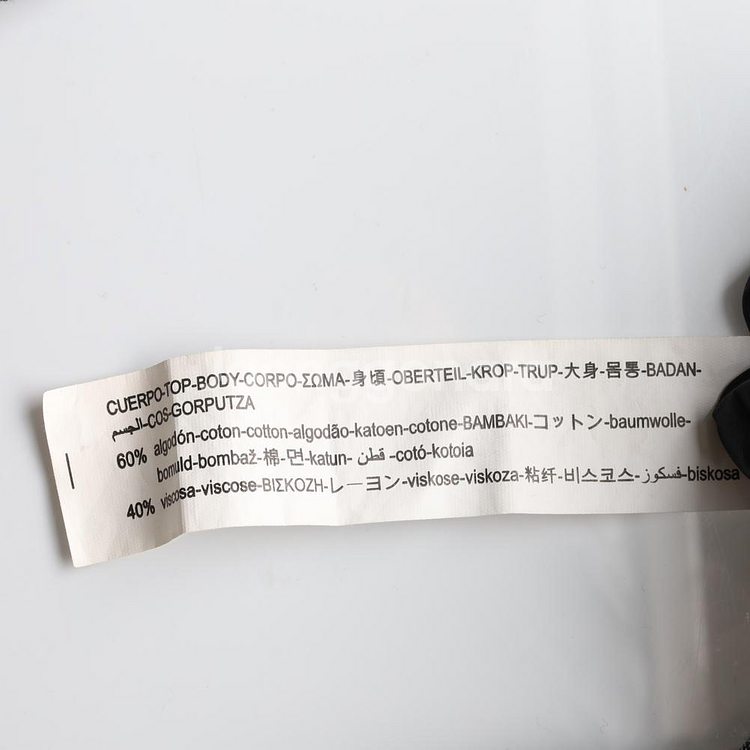 CUERPO-TOP-BODY-CORPO-ΣΩΜΑ-身頃-OBERTEIL-KROP-TRUP-大身-몸통-BADAN-
الجسم-COS-GORPUTZA
60% algodón-coton-cotton-algodão-katoen-cotone-BAMBAKI-コットン-baumwolle-
bomuld-bombaž-棉-면-katun- قطن -cotó-kotoia
40% viscosa-viscose-ΒΙΣΚΟΖΗ-レーヨン-viskose-viskoza-粘纤-비스코스-فسكوز-biskosa